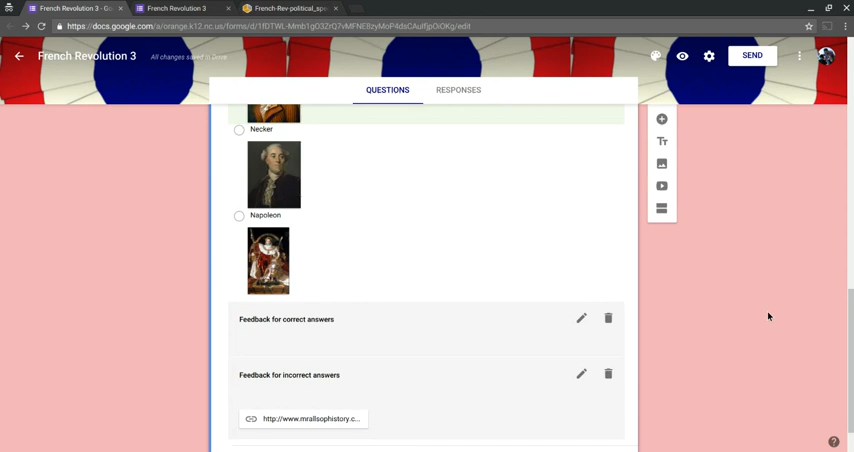 French Revolution 3 - Go
French Revolution 3
French-Rev-political_spe
https://docs.google.com/a/orange.k12.nc.us/forms/d/1fDTWL-Mmb1gO3ZrQ7vMFNEBzyMoP4dsCAulfjpOiOKg/edit
French Revolution 3
All changes saved in Drive
SEND
QUESTIONS
RESPONSES
Necker
Napoleon
Feedback for correct answers
Feedback for incorrect answers
http://www.mrallsophistory.c...